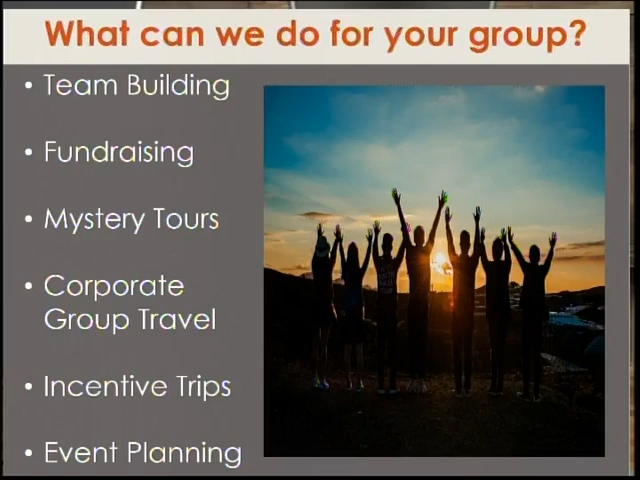 What can we do for your group?
• Team Building
• Fundraising
• Mystery Tours
• Corporate
Group Travel
• Incentive Trips
• Event Planning